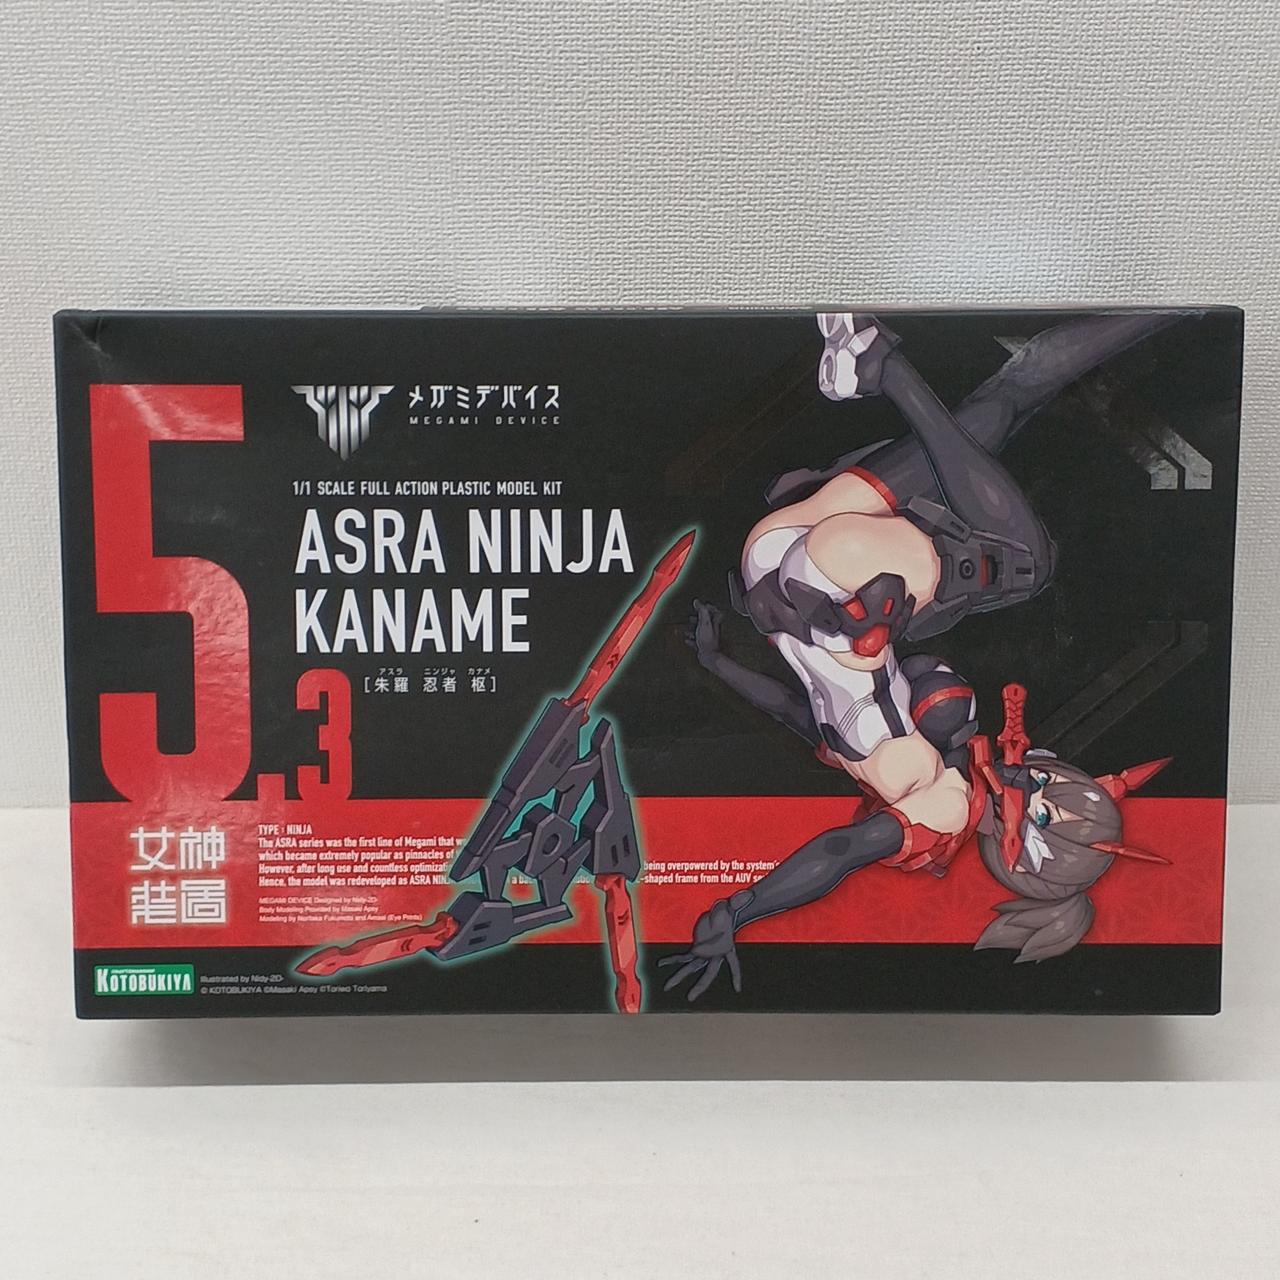 5.3
メガミデバイス
MEGAMI DEVICE
1/1 SCALE FULL ACTION PLASTIC MODEL KIT
ASRA NINJA
KANAME
アスラ ニンジャ カナメ
[朱羅 忍者 枢]
女神
装置
TYPE : NINJA
The ASRA series was the first line of Megami that
which became extremely popular as pinnacles of
However, after long use and countless being overpowered by the system's
Hence, the model was redeveloped as ASRA -shaped frame from the AUV
MEGAMI DEVICE Designed by Nidy-2D-
Body Modeling Provided by Masaki Apsy
Modeling by Noritaka Fukumoto and Amasi (Eye Prints)
KOTOBUKIYA
Illustrated by Nidy-2D-
© KOTOBUKIYA ©Masaki Apsy ©Toriwo Toriyama